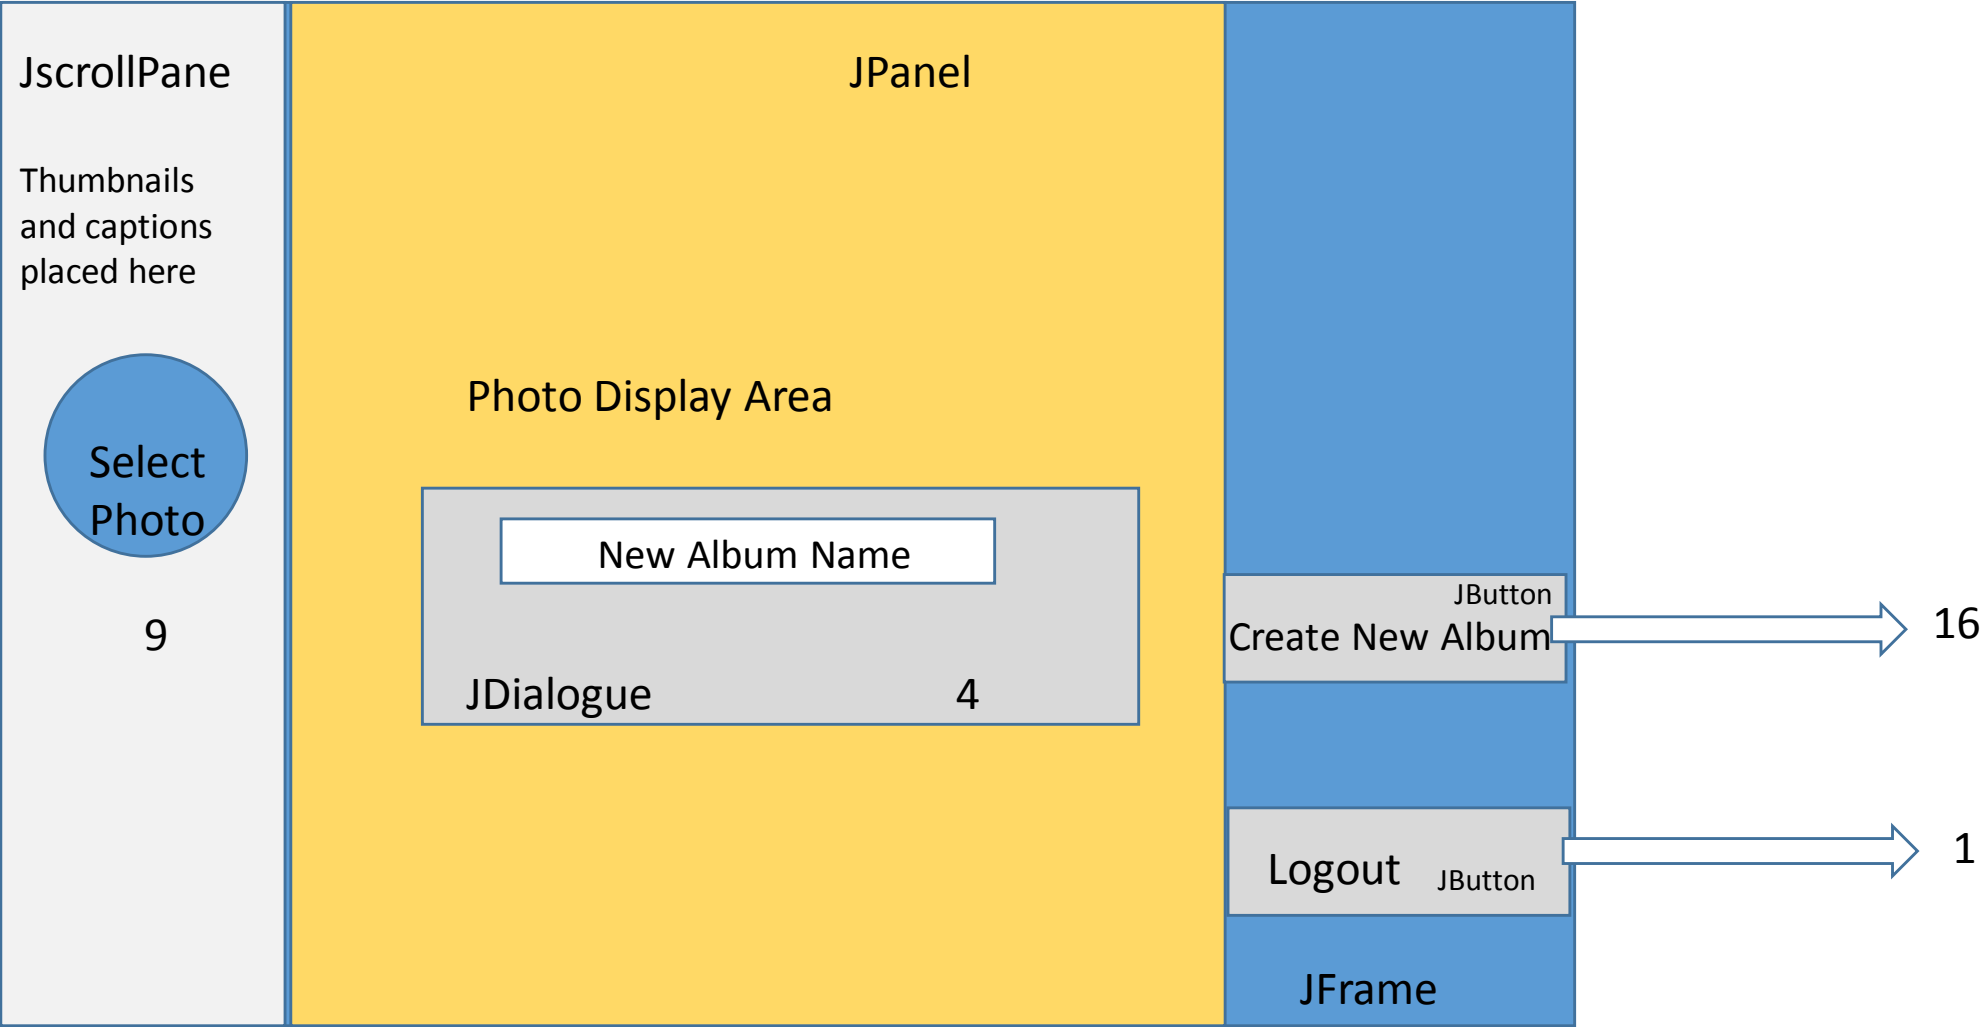 JscrollPane
Thumbnails
and captions
placed here
Select
Photo
9
JPanel
Photo Display Area
New Album Name
JDialogue 4
JButton
Create New Album
16
Logout JButton
1
JFrame